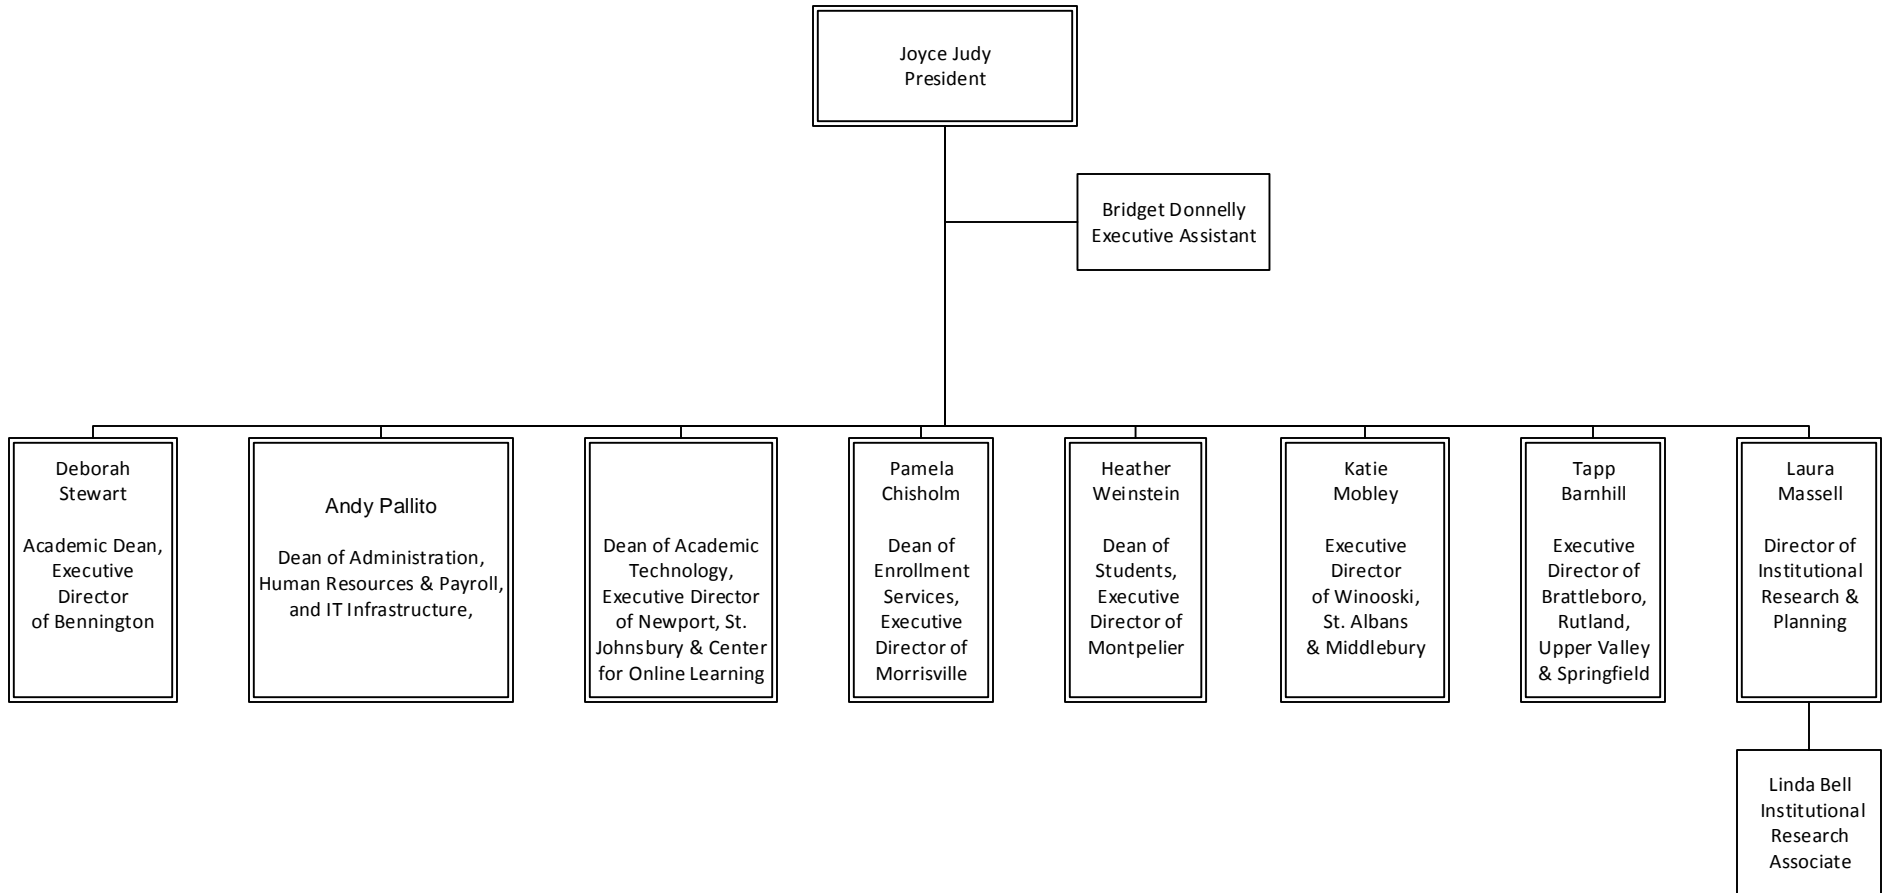 Joyce Judy
President
Bridget Donnelly
Executive Assistant
Deborah
Stewart
Academic Dean,
Executive
Director
of Bennington
Andy Pallito
Dean of Administration,
Human Resources & Payroll,
and IT Infrastructure,
Dean of Academic
Technology,
Executive Director
of Newport, St.
Johnsbury & Center
for Online Learning
Pamela
Chisholm
Dean of
Enrollment
Services,
Executive
Director of
Morrisville
Heather
Weinstein
Dean of
Students,
Executive
Director of
Montpelier
Katie
Mobley
Executive
Director
of Winooski,
St. Albans
& Middlebury
Tapp
Barnhill
Executive
Director of
Brattleboro,
Rutland,
Upper Valley
& Springfield
Laura
Massell
Director of
Institutional
Research &
Planning
Linda Bell
Institutional
Research
Associate